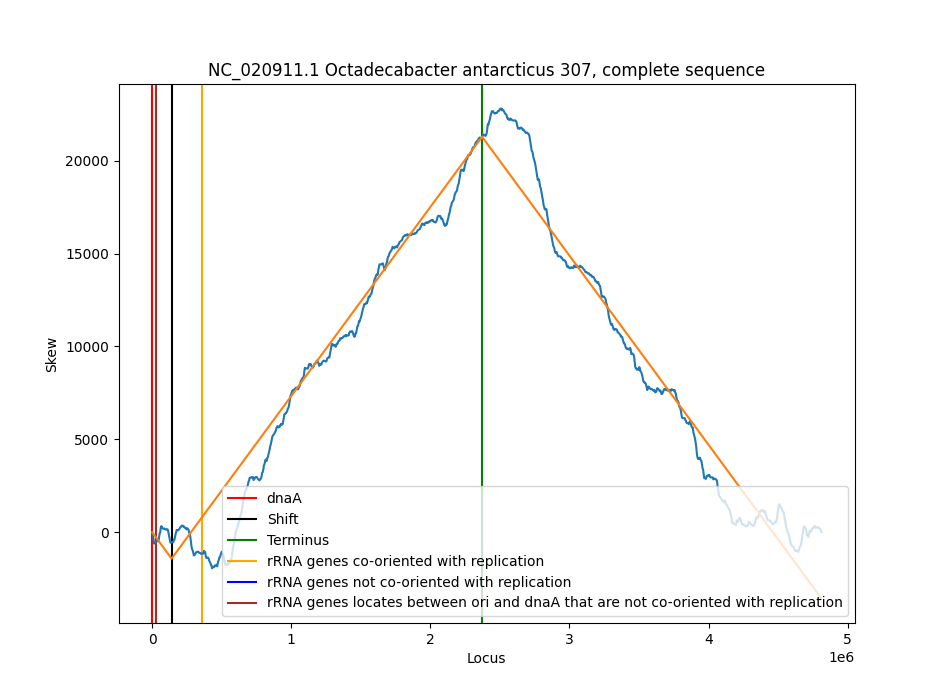 NC_020911.1 Octadecabacter antarcticus 307, complete sequence
Skew
20000
15000
10000
5000
0
dnaA
Shift
Terminus
rRNA genes co-oriented with replication
rRNA genes not co-oriented with replication
rRNA genes locates between ori and dnaA that are not co-oriented with replication
0 1 2 3 4 5
Locus
1e6